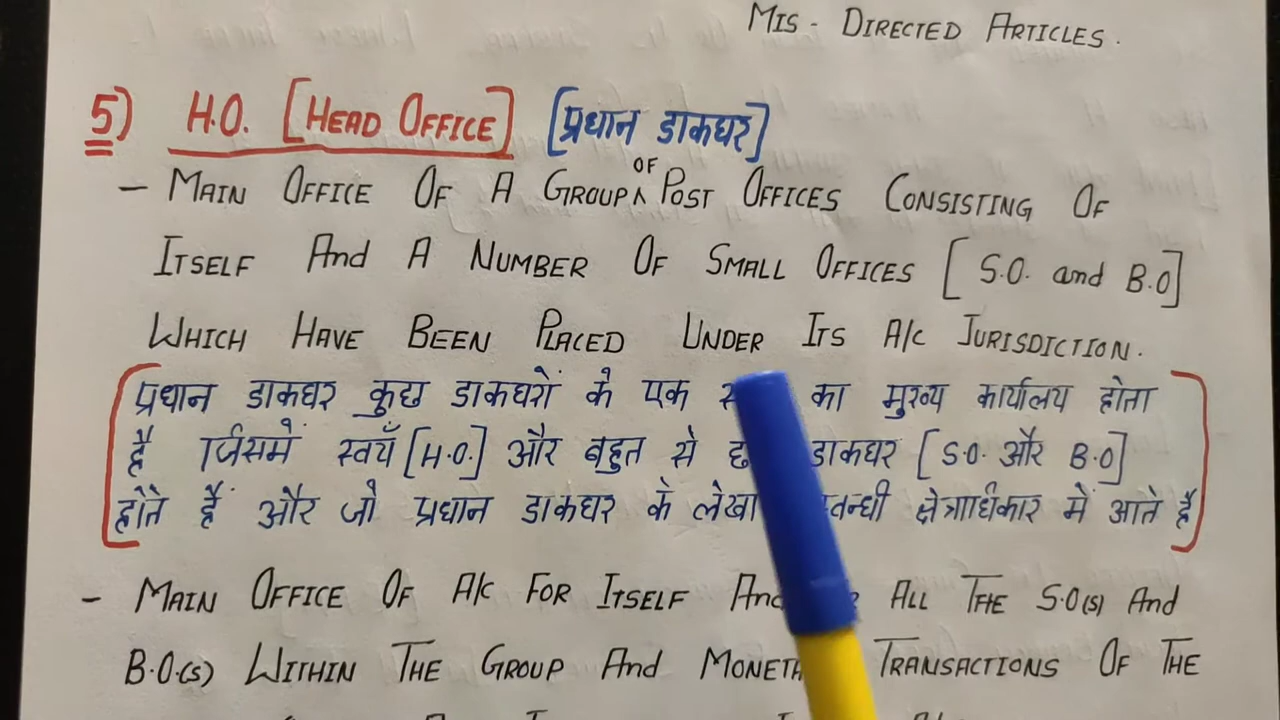 MIS - DIRECTED ARTICLES.
5) H.O. [HEAD OFFICE] [प्रधान डाकघर]
- MAIN OFFICE OF A GROUP OF POST OFFICES CONSISTING OF
ITSELF And A NUMBER OF SMALL OFFICES [S.O. and B.O]
WHICH HAVE BEEN PLACED UNDER ITS A/C JURISDICTION.
[प्रधान डाकघर कुछ डाकघरों के एक का मुख्य कार्यालय होता
है जिसमें स्वयँ [H.O.] और बहुत से डाकघर [S.O. और B.O]
होते हैं और जो प्रधान डाकघर के लेखा क्षेत्राधिकार में आते है]
- MAIN OFFICE OF A/C FOR ITSELF And ALL THE S.O(S) And
B.O.(S) WITHIN THE GROUP And TRANSACTIONS OF THE